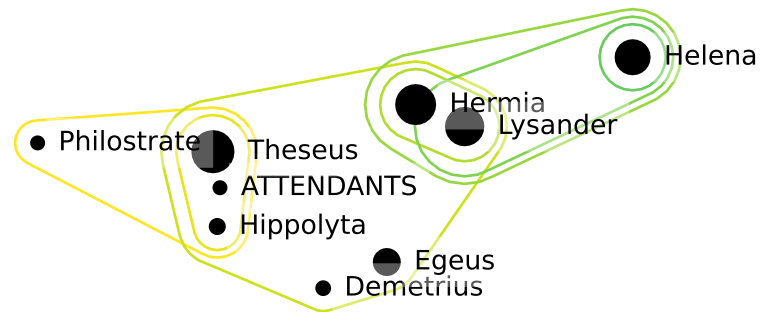 Helena
Hermia
Lysander
Philostrate
Theseus
ATTENDANTS
Hippolyta
Egeus
Demetrius